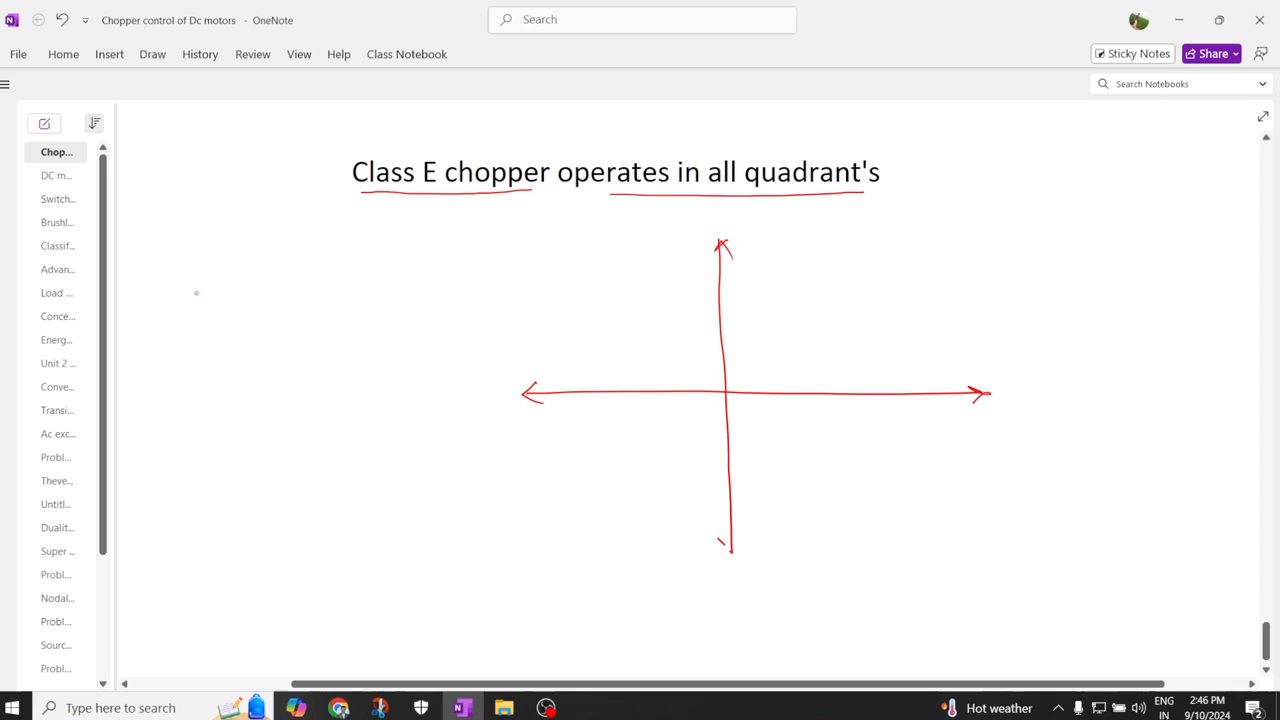 Chopper control of Dc motors - OneNote
Search
File Home Insert Draw History Review View Help Class Notebook
Sticky Notes Share
Search Notebooks
Class E chopper operates in all quadrant's
Chop...
DC m...
Switch...
Brushl...
Classif...
Advan...
Load ...
Conce...
Energ...
Unit 2 ...
Conve...
Transi...
Ac exc...
Probl...
Theve...
Untitl...
Dualit...
Super ...
Probl...
Nodal...
Probl...
Sourc...
Probl...
Type here to search
Hot weather
ENG
IN
2:46 PM
9/10/2024
2